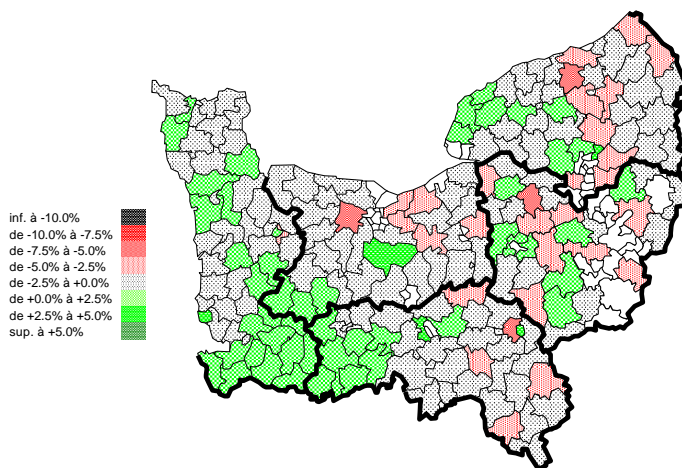 inf. à -10.0%
de -10.0% à -7.5%
de -7.5% à -5.0%
de -5.0% à -2.5%
de -2.5% à +0.0%
de +0.0% à +2.5%
de +2.5% à +5.0%
sup. à +5.0%